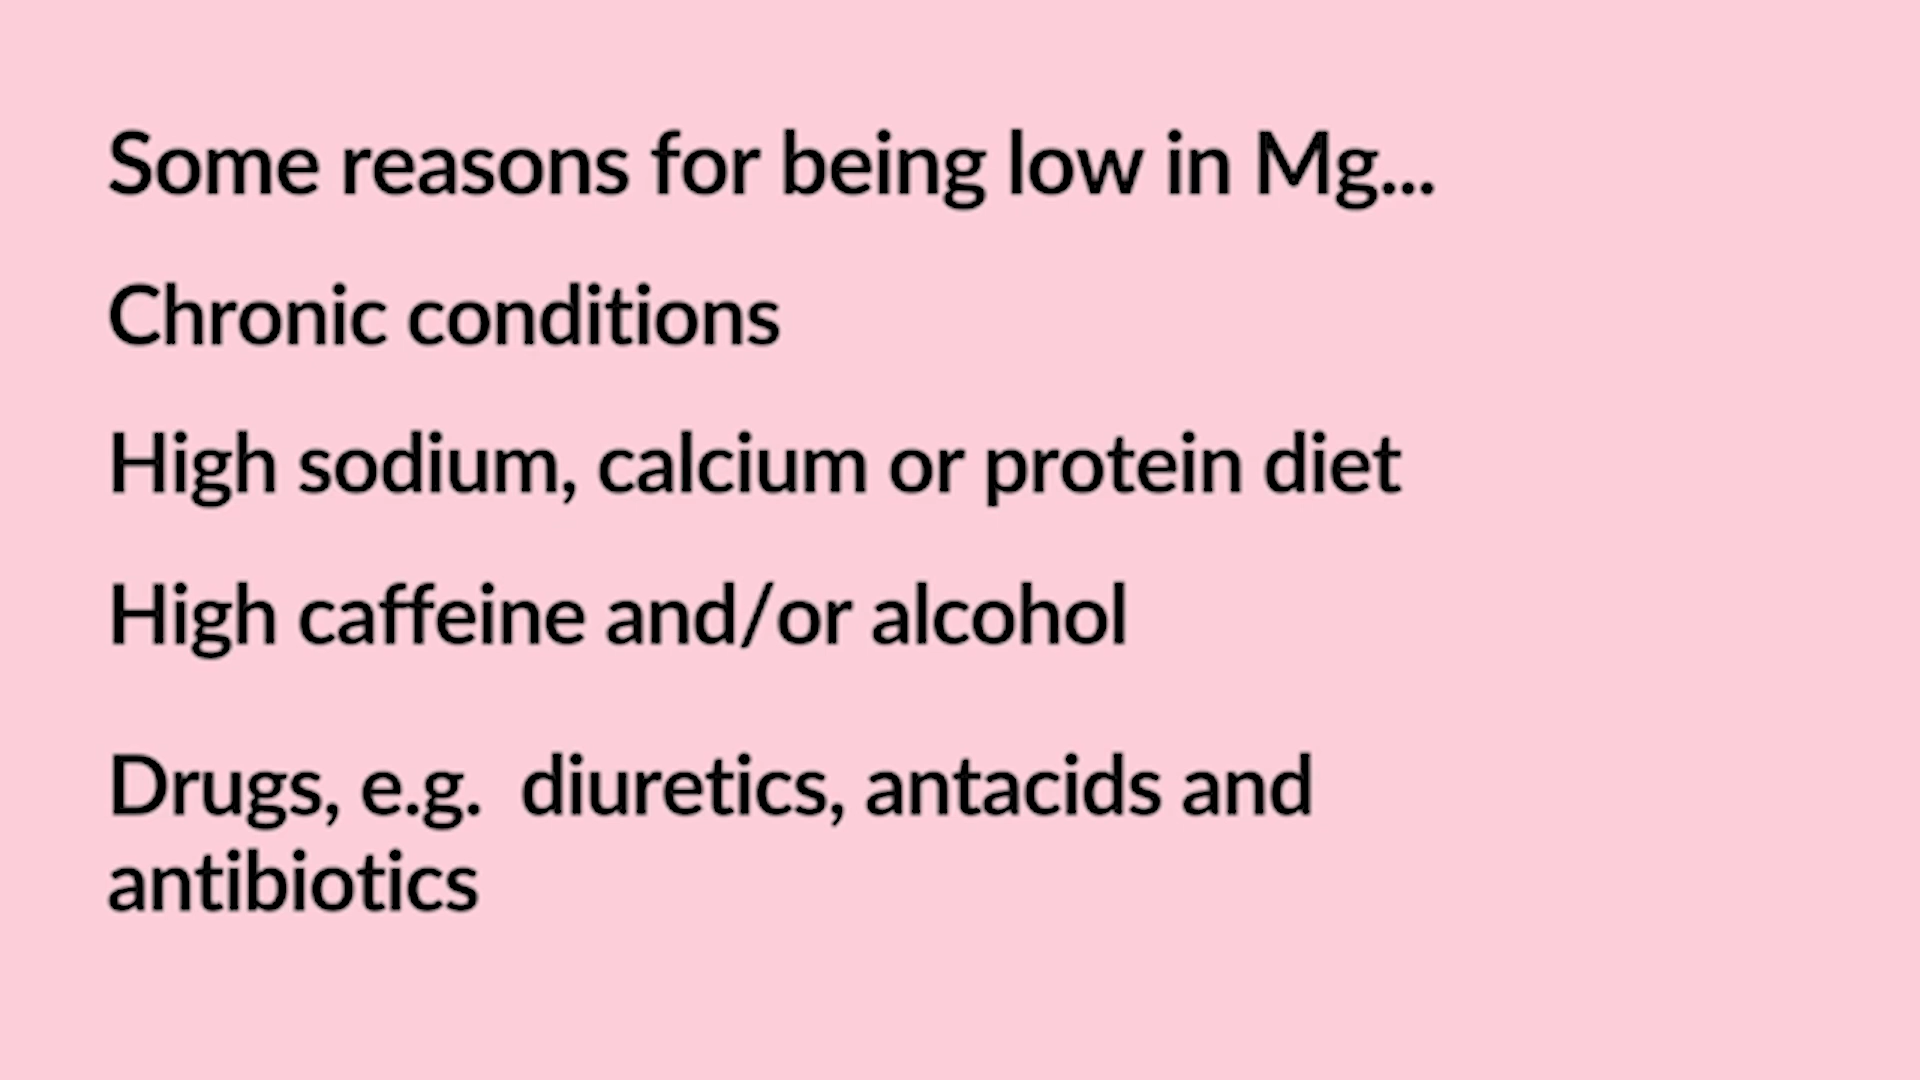 Some reasons for being low in Mg...
Chronic conditions
High sodium, calcium or protein diet
High caffeine and/or alcohol
Drugs, e.g.  diuretics, antacids and
antibiotics